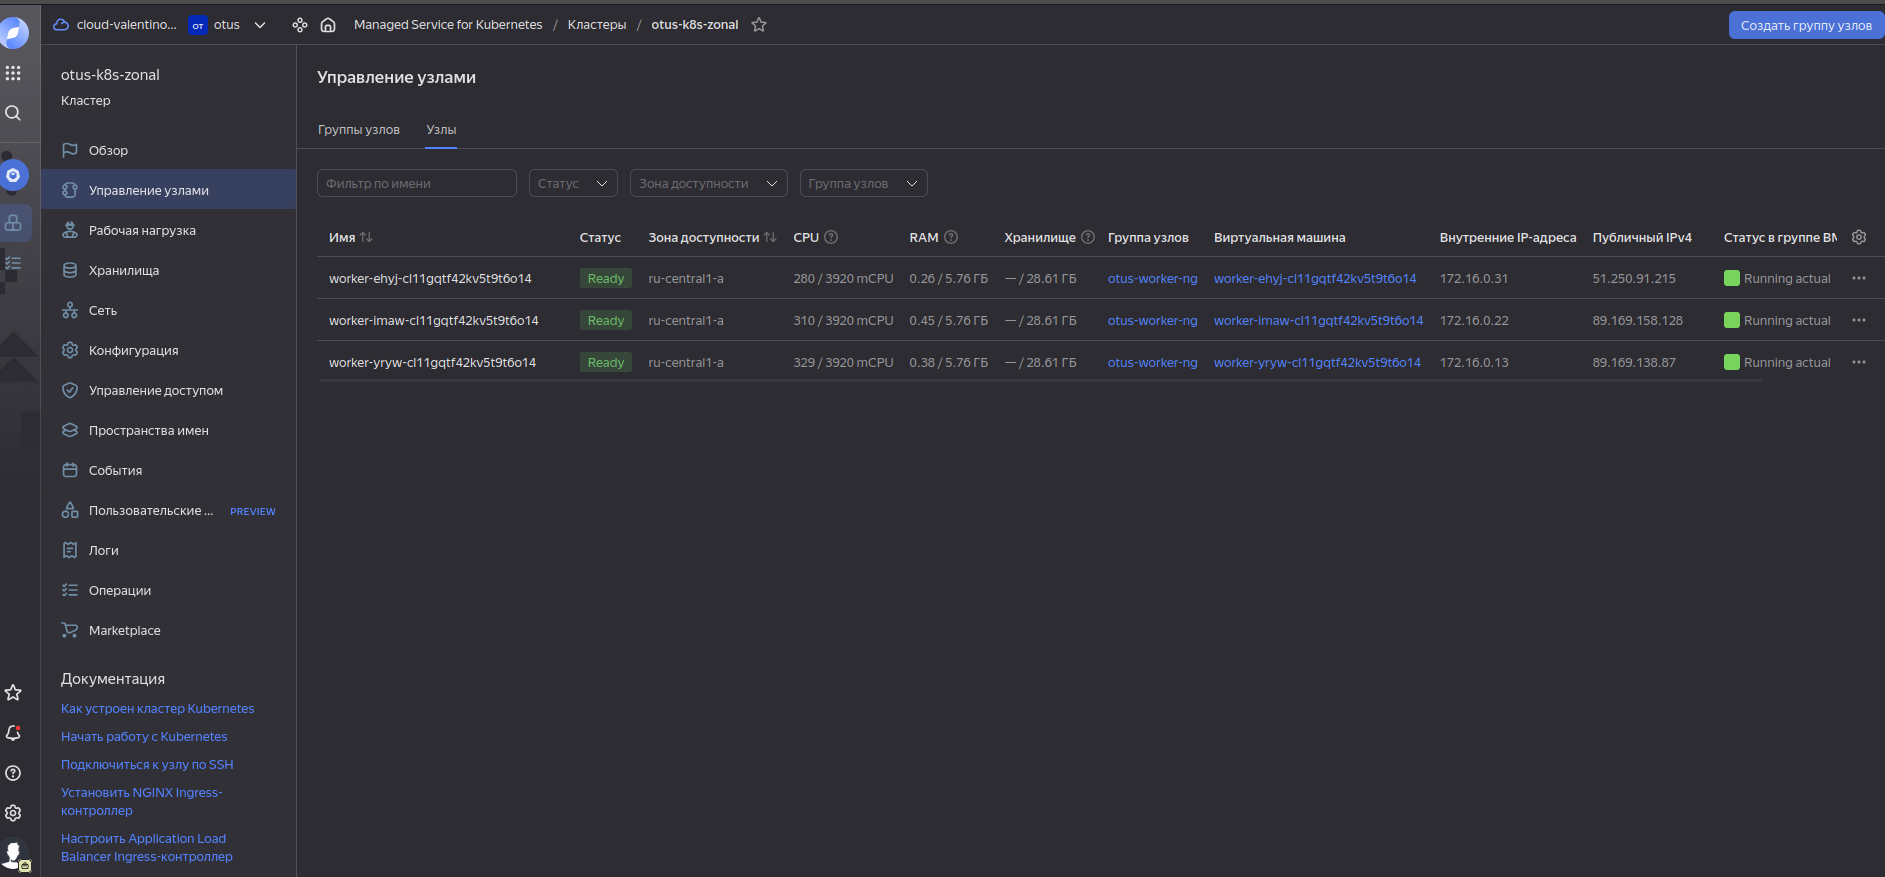 cloud-valentino... от otus Managed Service for Kubernetes / Кластеры / otus-k8s-zonal Создать группу узлов
otus-k8s-zonal
Кластер
Обзор
Управление узлами
Рабочая нагрузка
Хранилища
Сеть
Конфигурация
Управление доступом
Пространства имен
События
Пользовательские ... PREVIEW
Логи
Операции
Marketplace
Документация
Как устроен кластер Kubernetes
Начать работу с Kubernetes
Подключиться к узлу по SSH
Установить NGINX Ingress-
контроллер
Настроить Application Load
Balancer Ingress-контроллер
Управление узлами
Группы узлов Узлы
Фильтр по имени Статус Зона доступности Группа узлов
Имя Статус Зона доступности CPU RAM Хранилище Группа узлов Виртуальная машина Внутренние IP-адреса Публичный IPv4 Статус в группе ВМ
worker-ehyj-cl11gqtf42kv5t9t6o14 Ready ru-central1-a 280 / 3920 mCPU 0.26 / 5.76 ГБ — / 28.61 ГБ otus-worker-ng worker-ehyj-cl11gqtf42kv5t9t6o14 172.16.0.31 51.250.91.215 Running actual
worker-imaw-cl11gqtf42kv5t9t6o14 Ready ru-central1-a 310 / 3920 mCPU 0.45 / 5.76 ГБ — / 28.61 ГБ otus-worker-ng worker-imaw-cl11gqtf42kv5t9t6o14 172.16.0.22 89.169.158.128 Running actual
worker-yryw-cl11gqtf42kv5t9t6o14 Ready ru-central1-a 329 / 3920 mCPU 0.38 / 5.76 ГБ — / 28.61 ГБ otus-worker-ng worker-yryw-cl11gqtf42kv5t9t6o14 172.16.0.13 89.169.138.87 Running actual